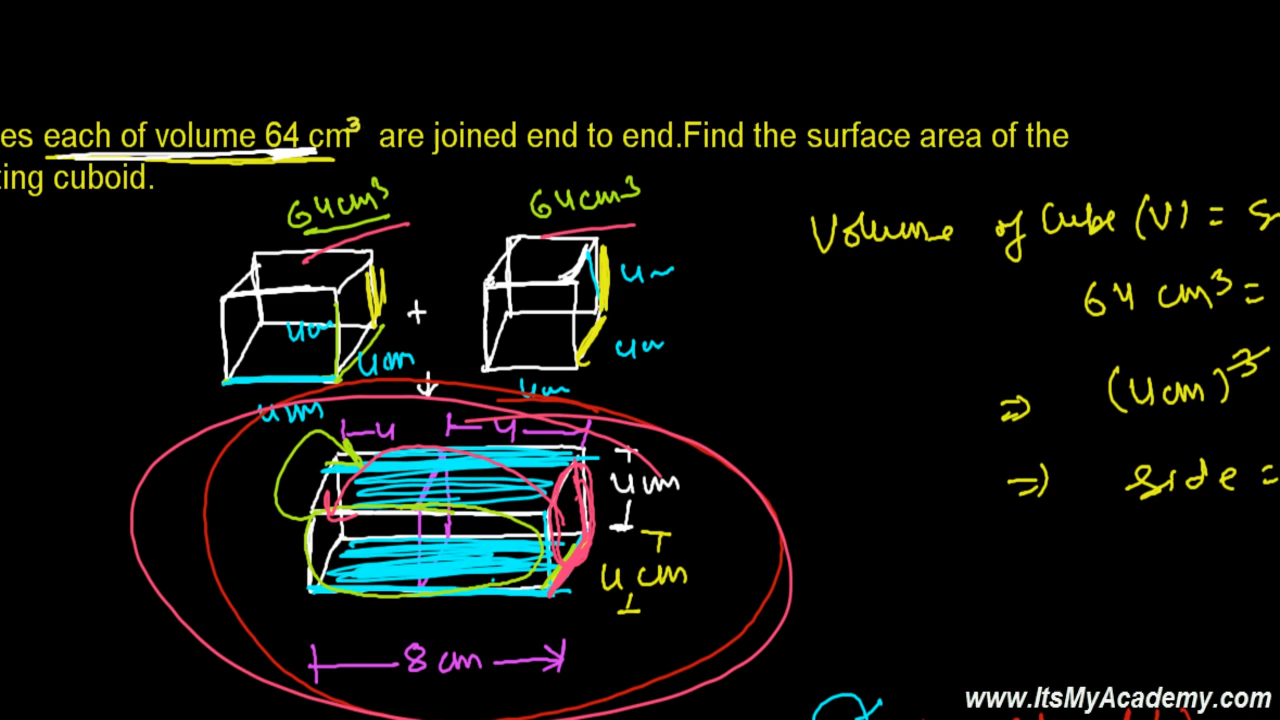 es each of volume 64 cm³ are joined end to end.Find the surface area of the
ting cuboid.
64cm³
64cm³
Volume of Cube (V) = S
64 cm³ =
4cm
4cm
4cm
+
4cm
4cm
4cm
⇒ (4cm)³
⇒ side =
4
4
4cm
4cm
8 cm
www.ItsMyAcademy.com